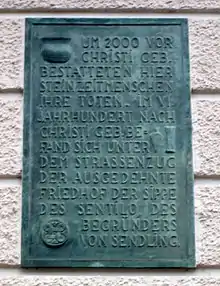 UM 2000 VOR
CHRISTI GEB.
BESTATTETEN HIER
STEINZEITMENSCHEN
IHRE TOTEN. IM VI.
JAHRHUNDERT NACH
CHRISTI GEB. BE-
FAND SICH UNTER
DEM STRASSENZUG
DER AUSGEDEHNTE
FRIEDHOF DER SIPPE
DES SENTILO DES
BEGRÜNDERS
VON SENDLING.